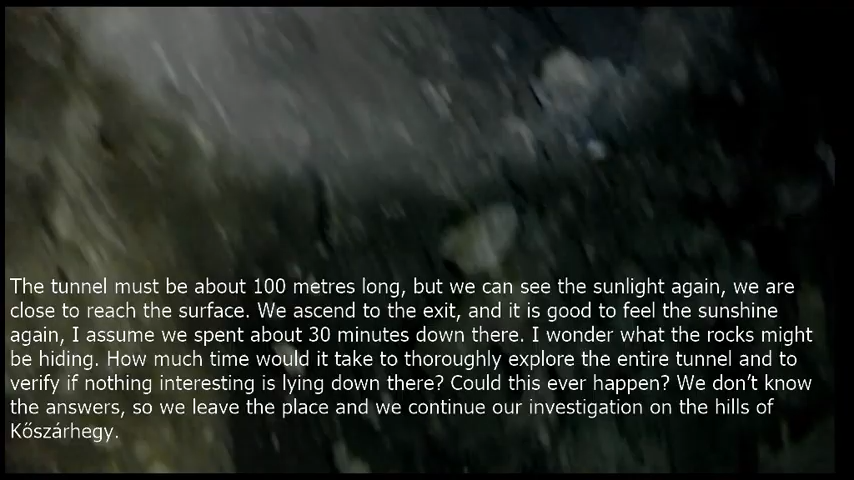 The tunnel must be about 100 metres long, but we can see the sunlight again, we are
close to reach the surface. We ascend to the exit, and it is good to feel the sunshine
again, I assume we spent about 30 minutes down there. I wonder what the rocks might
be hiding. How much time would it take to thoroughly explore the entire tunnel and to
verify if nothing interesting is lying down there? Could this ever happen? We don’t know
the answers, so we leave the place and we continue our investigation on the hills of
Kőszárhegy.